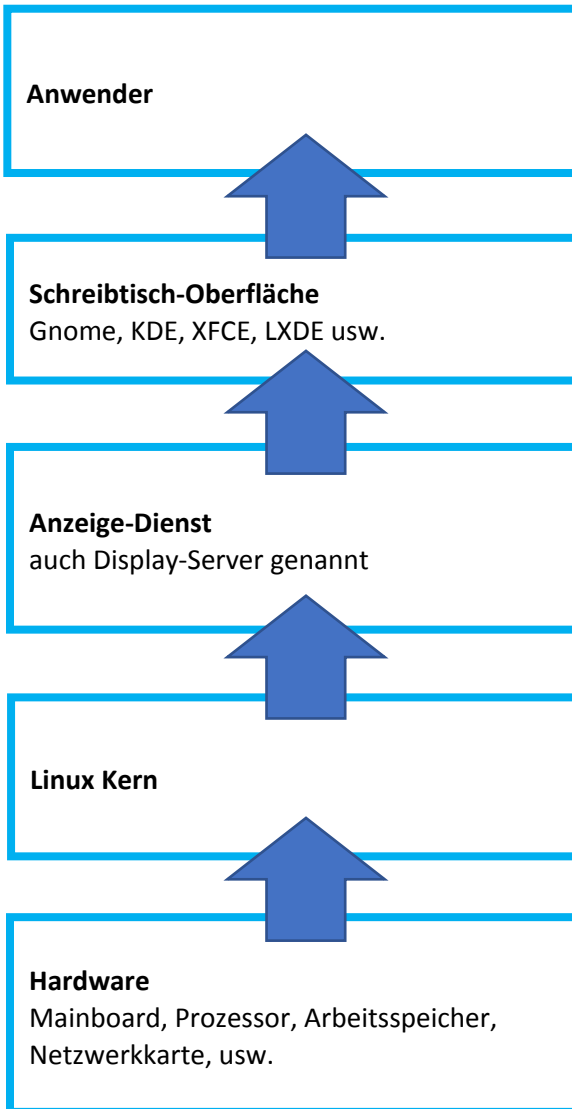 Anwender
Schreibtisch-Oberfläche
Gnome, KDE, XFCE, LXDE usw.
Anzeige-Dienst
auch Display-Server genannt
Linux Kern
Hardware
Mainboard, Prozessor, Arbeitsspeicher,
Netzwerkkarte, usw.